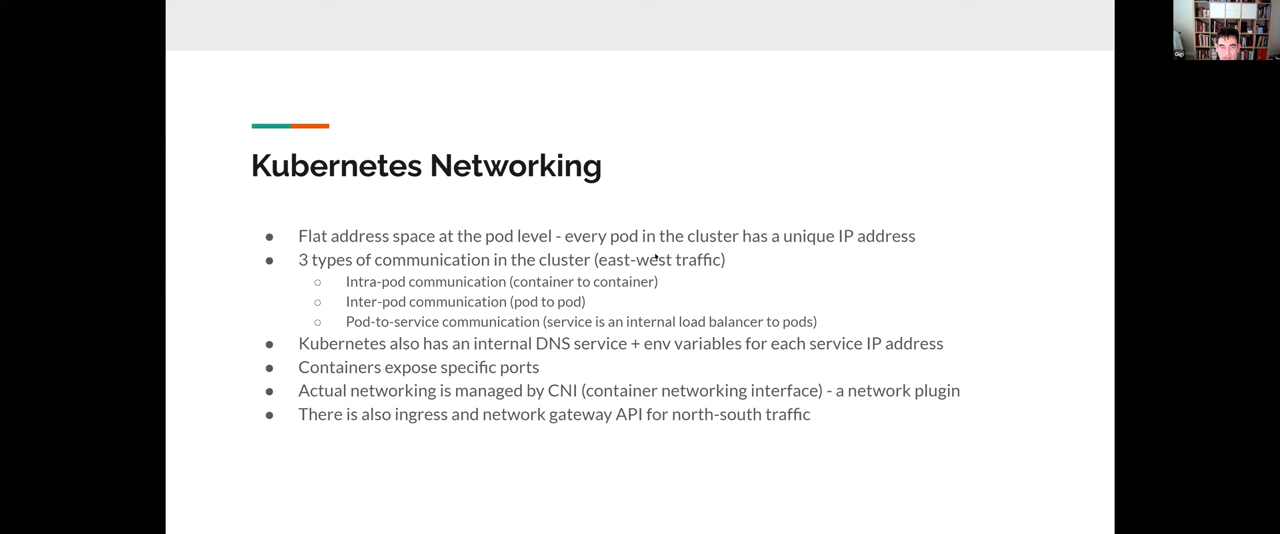 Kubernetes Networking
● Flat address space at the pod level - every pod in the cluster has a unique IP address
● 3 types of communication in the cluster (east-west traffic)
○ Intra-pod communication (container to container)
○ Inter-pod communication (pod to pod)
○ Pod-to-service communication (service is an internal load balancer to pods)
● Kubernetes also has an internal DNS service + env variables for each service IP address
● Containers expose specific ports
● Actual networking is managed by CNI (container networking interface) - a network plugin
● There is also ingress and network gateway API for north-south traffic
Gigi